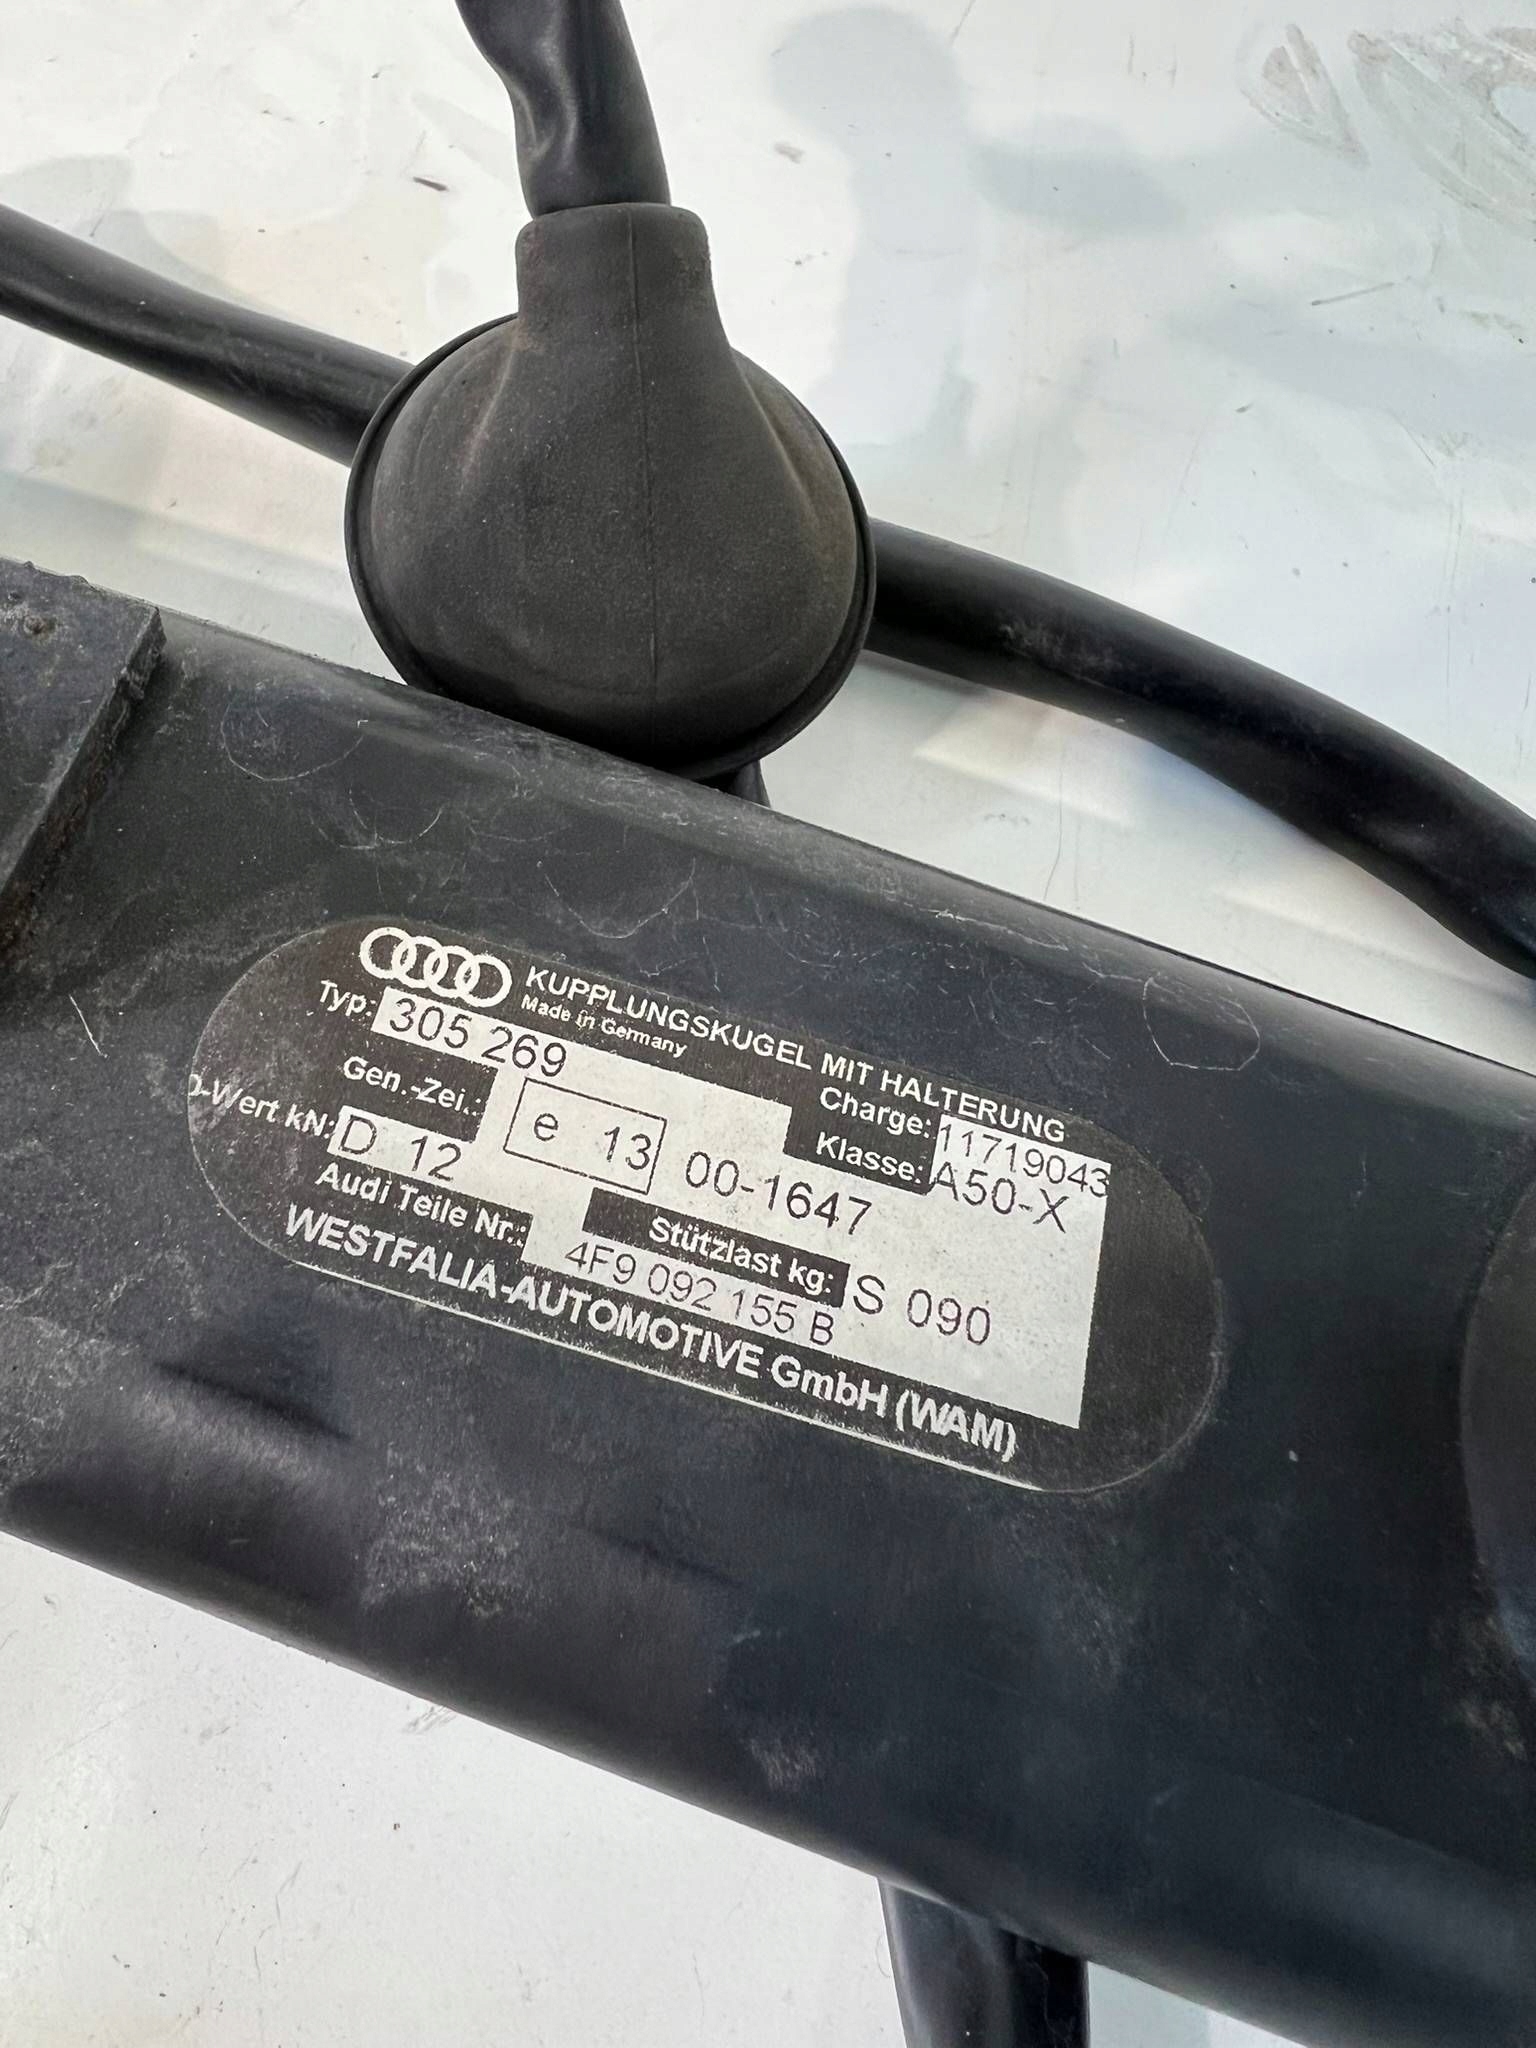 KUPPLUNGSKUGEL MIT HALTERUNG
Made in Germany
Typ: 305 269
Charge: 11719043
Gen.-Zei.: e 13 00-1647
Klasse: A50-X
D-Wert kN: D 12
Stützlast kg: S 090
Audi Teile Nr.: 4F9 092 155 B
WESTFALIA-AUTOMOTIVE GmbH (WAM)